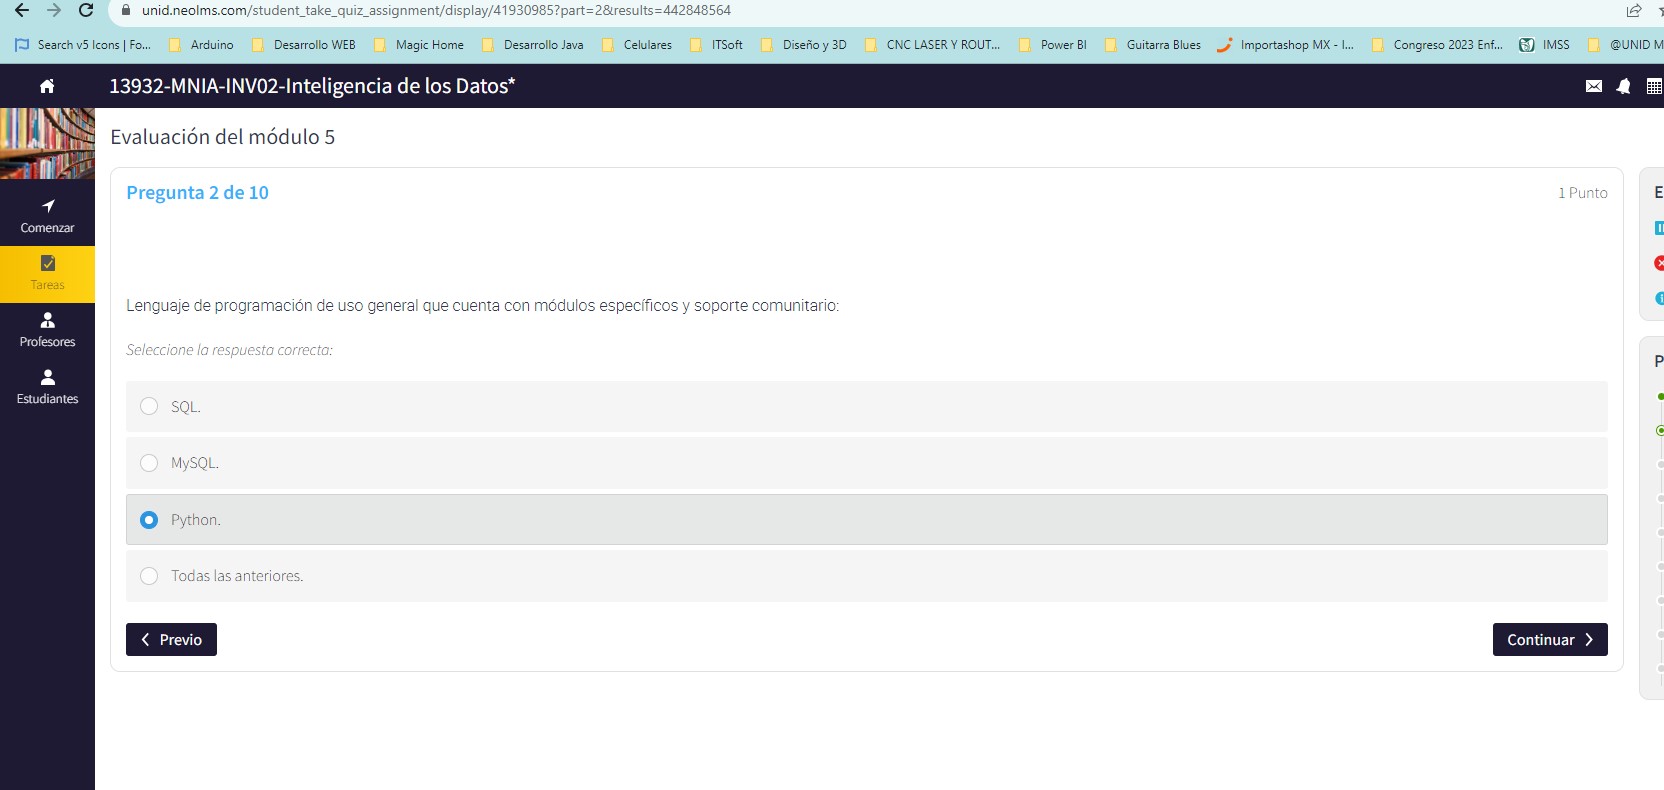 unid.neolms.com/student_take_quiz_assignment/display/41930985?part=2&results=442848564
Search v5 Icons | Fo... Arduino Desarrollo WEB Magic Home Desarrollo Java Celulares ITSoft Diseño y 3D CNC LASER Y ROUT... Power BI Guitarra Blues Importashop MX - I... Congreso 2023 Enf... IMSS @UNID M
13932-MNIA-INV02-Inteligencia de los Datos*
Evaluación del módulo 5
Pregunta 2 de 10
1 Punto
E
Comenzar
Tareas
Profesores
Estudiantes
Lenguaje de programación de uso general que cuenta con módulos específicos y soporte comunitario:
Seleccione la respuesta correcta:
P
SQL.
MySQL.
Python.
Todas las anteriores.
Previo
Continuar